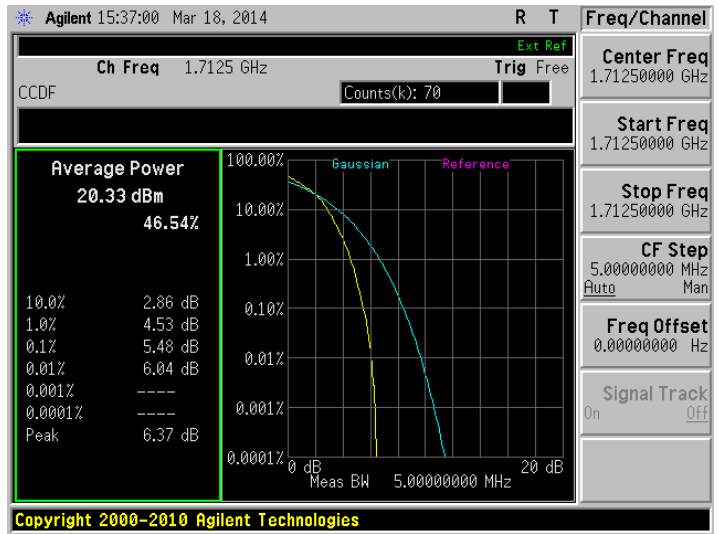 Agilent 15:37:00 Mar 18, 2014 R T
Freq/Channel
Ext Ref
Ch Freq 1.7125 GHz Trig Free
CCDF Counts(k): 70
Average Power
20.33 dBm
46.54%
10.0% 2.86 dB
1.0% 4.53 dB
0.1% 5.48 dB
0.01% 6.04 dB
0.001% ----
0.0001% ----
Peak 6.37 dB
Gaussian Reference
100.00%
10.00%
1.00%
0.10%
0.01%
0.001%
0.0001%
0 dB 20 dB
Meas BW 5.00000000 MHz
Center Freq
1.71250000 GHz
Start Freq
1.71250000 GHz
Stop Freq
1.71250000 GHz
CF Step
5.00000000 MHz
Auto Man
Freq Offset
0.00000000 Hz
Signal Track
On Off
Copyright 2000-2010 Agilent Technologies